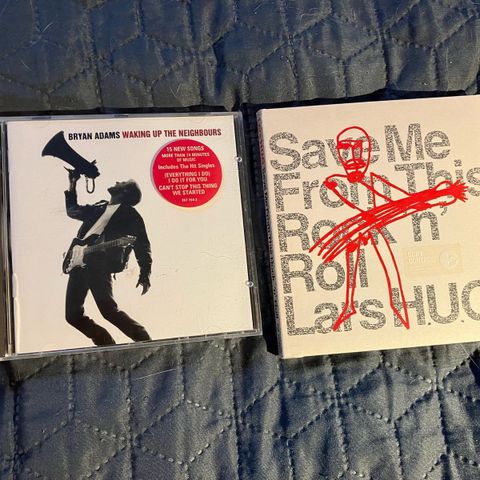 BRYAN ADAMS WAKING UP THE NEIGHBOURS
15 NEW SONGS
MORE THAN 74 MINUTES
OF MUSIC
Includes The Hit Singles
(EVERYTHING I DO)
I DO IT FOR YOU
CAN'T STOP THIS THING
WE STARTED
Save Me
From This
Rock 'n'
Roll
Lars H.U.G